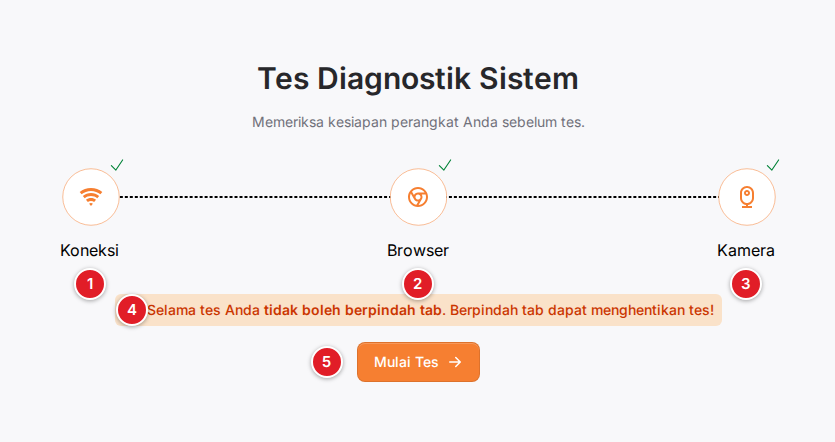 Tes Diagnostik Sistem
Memeriksa kesiapan perangkat Anda sebelum tes.
Koneksi Browser Kamera
1 2 3
4 Selama tes Anda tidak boleh berpindah tab. Berpindah tab dapat menghentikan tes!
5 Mulai Tes →